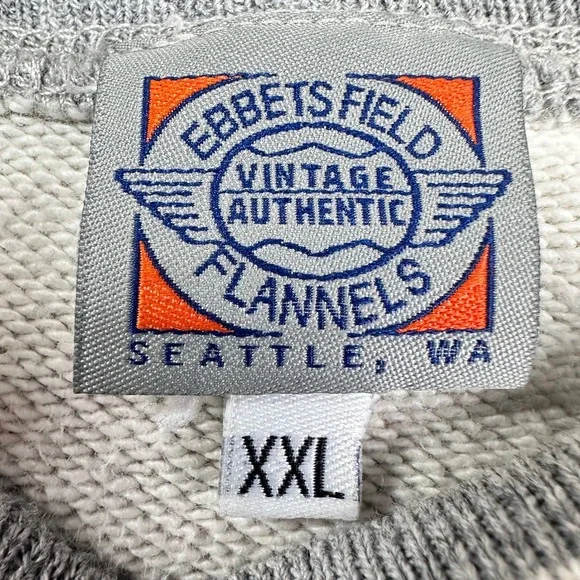 EBBETS FIELD
VINTAGE
AUTHENTIC
FLANNELS
SEATTLE, WA
XXL